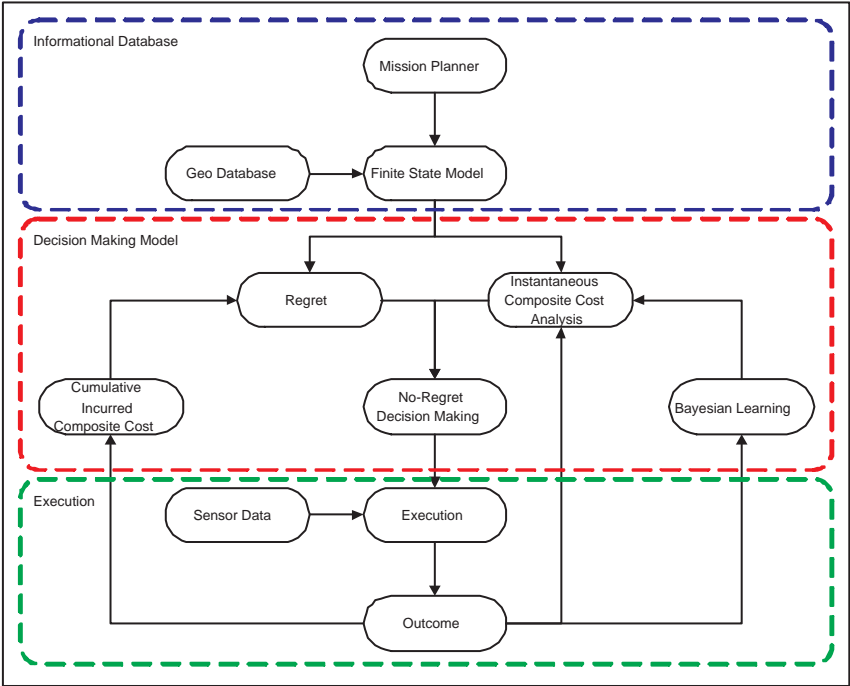 Informational Database
Mission Planner
Geo Database
Finite State Model
Decision Making Model
Regret
Instantaneous
Composite Cost
Analysis
Cumulative
Incurred
Composite Cost
No-Regret
Decision Making
Bayesian Learning
Execution
Sensor Data
Execution
Outcome